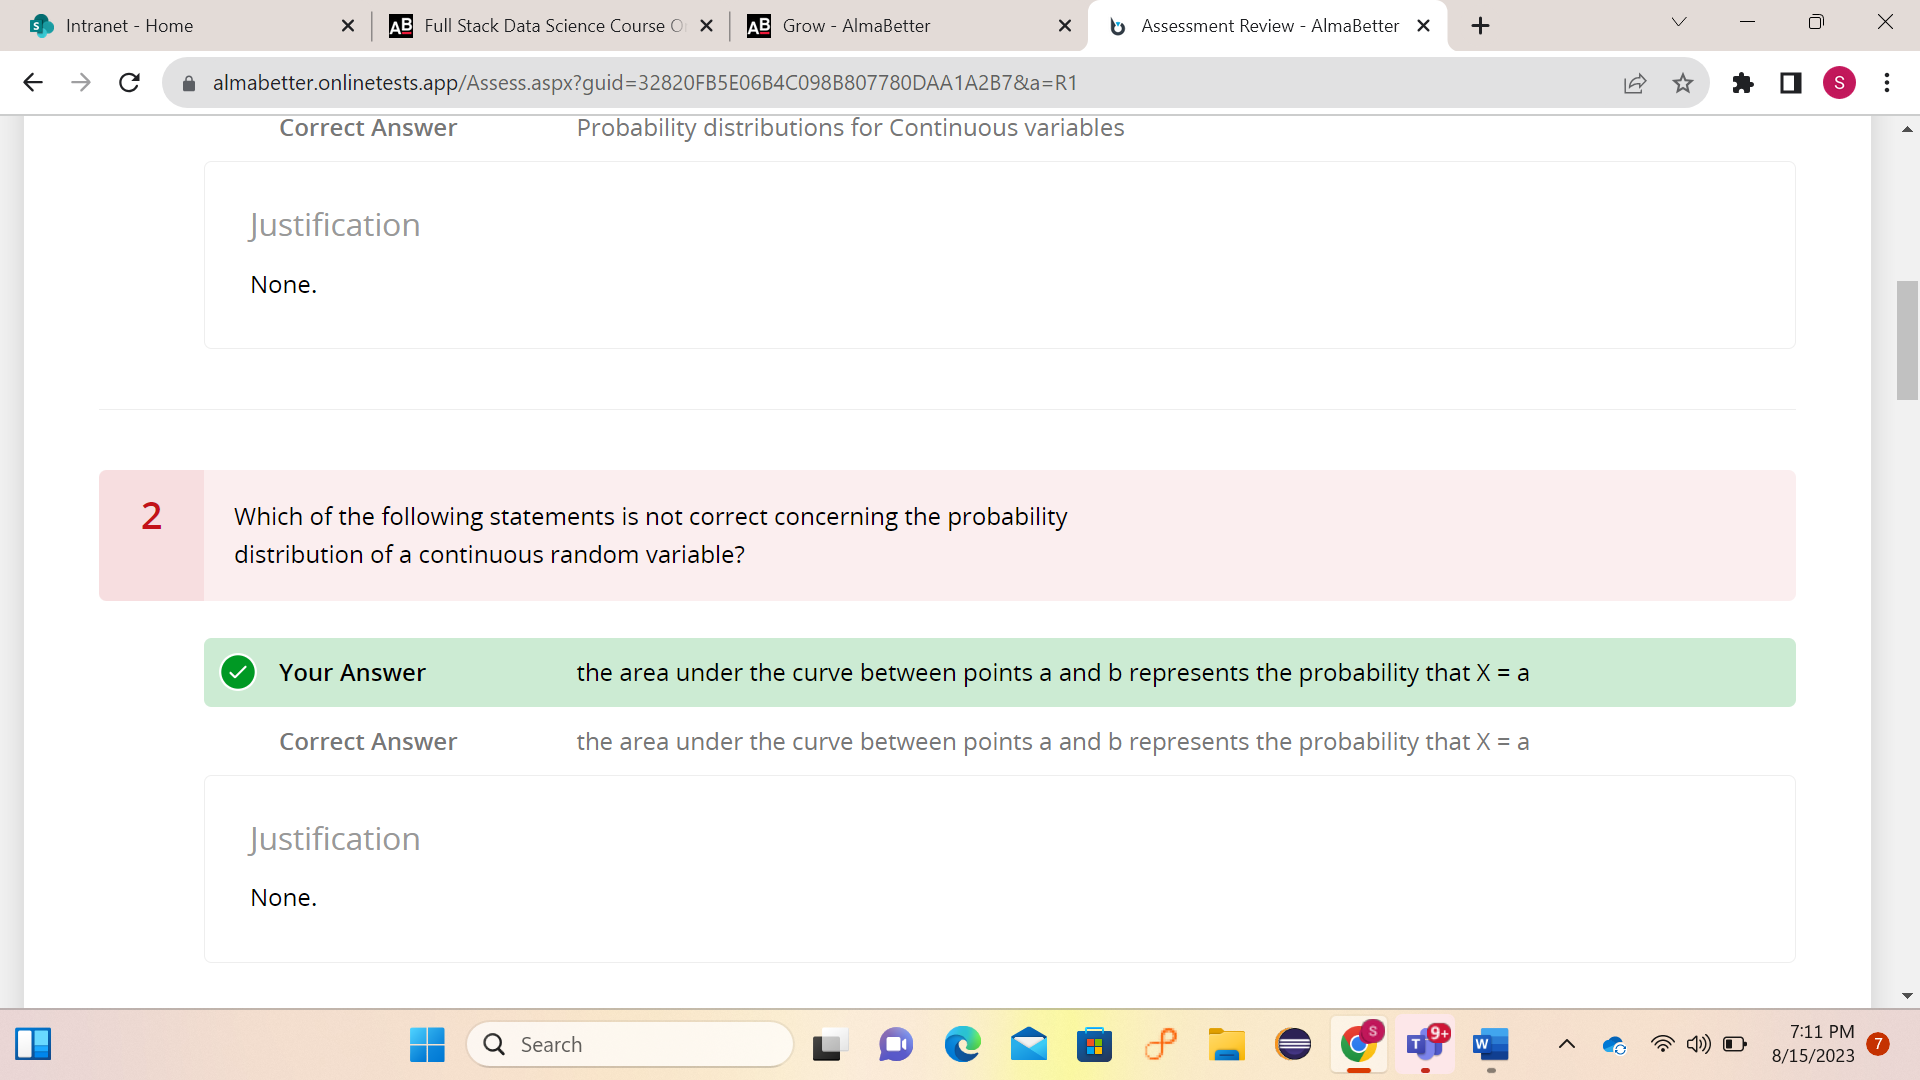 Intranet - Home
AB Full Stack Data Science Course O
AB Grow - AlmaBetter
Assessment Review - AlmaBetter
almabetter.onlinetests.app/Assess.aspx?guid=32820FB5E06B4C098B807780DAA1A2B7&a=R1
S
Correct Answer Probability distributions for Continuous variables
Justification
None.
2
Which of the following statements is not correct concerning the probability
distribution of a continuous random variable?
Your Answer the area under the curve between points a and b represents the probability that X = a
Correct Answer the area under the curve between points a and b represents the probability that X = a
Justification
None.
Search
S
T
9+
W
7:11 PM
8/15/2023
7